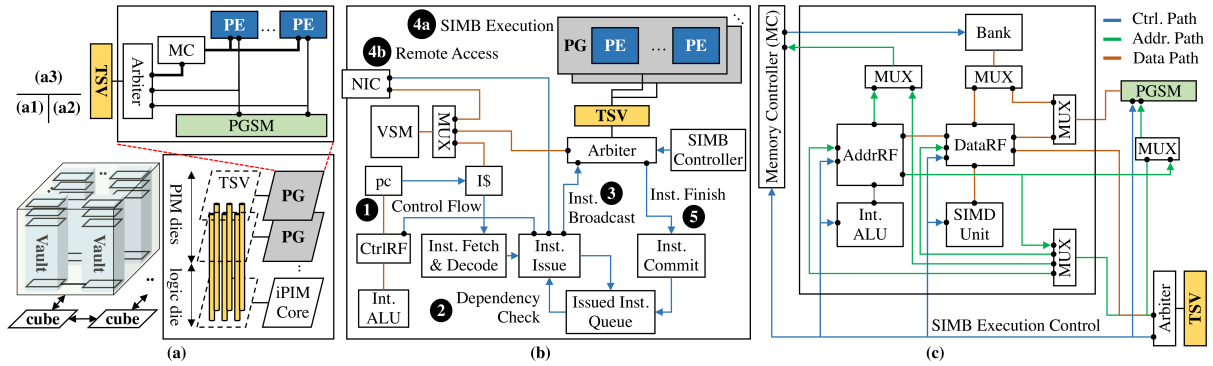 (a3)
(a1)
(a2)
TSV
Arbiter
MC
PE
...
PE
PGSM
Vault
..
Vault
..
cube
cube
..
PIM dies
logic die
TSV
PG
PG
:
iPIM
Core
(a)
4a
SIMB Execution
4b
Remote Access
PG
PE
...
PE
NIC
VSM
MUX
TSV
Arbiter
SIMB
Controller
pc
I$
1
Control Flow
3
Inst.
Broadcast
Inst. Finish
5
CtrlRF
Inst. Fetch
& Decode
Inst.
Issue
Inst.
Commit
Int.
ALU
2
Dependency
Check
Issued Inst.
Queue
(b)
Memory Controller (MC)
Bank
MUX
MUX
MUX
PGSM
MUX
AddrRF
DataRF
Int.
ALU
SIMD
Unit
MUX
Ctrl. Path
Addr. Path
Data Path
Arbiter
TSV
SIMB Execution Control
(c)